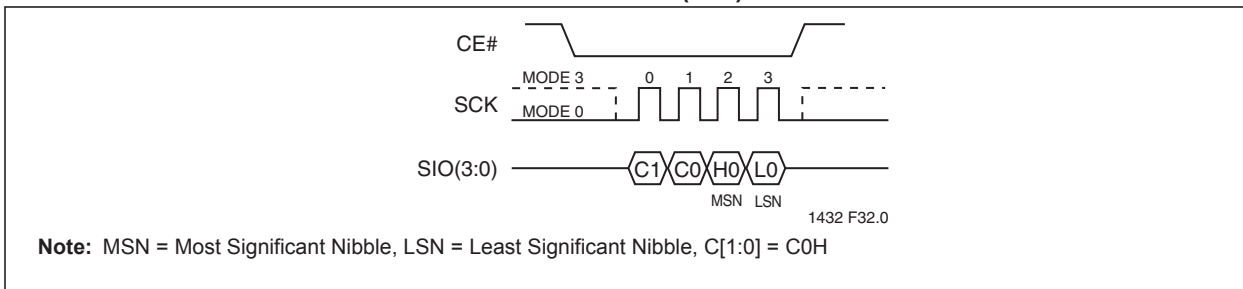 CE#
MODE 3 0 1 2 3
SCK
MODE 0
SIO(3:0) C1 C0 H0 L0
MSN LSN
1432 F32.0
Note: MSN = Most Significant Nibble, LSN = Least Significant Nibble, C[1:0] = C0H